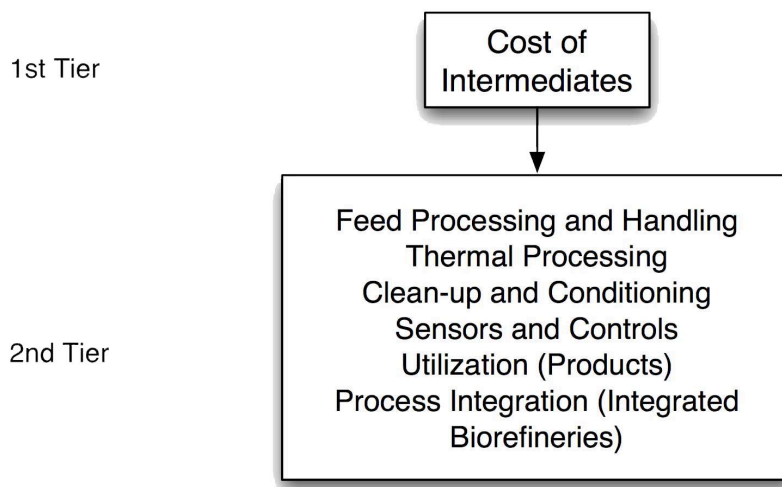 1st Tier
Cost of
Intermediates
2nd Tier
Feed Processing and Handling
Thermal Processing
Clean-up and Conditioning
Sensors and Controls
Utilization (Products)
Process Integration (Integrated
Biorefineries)